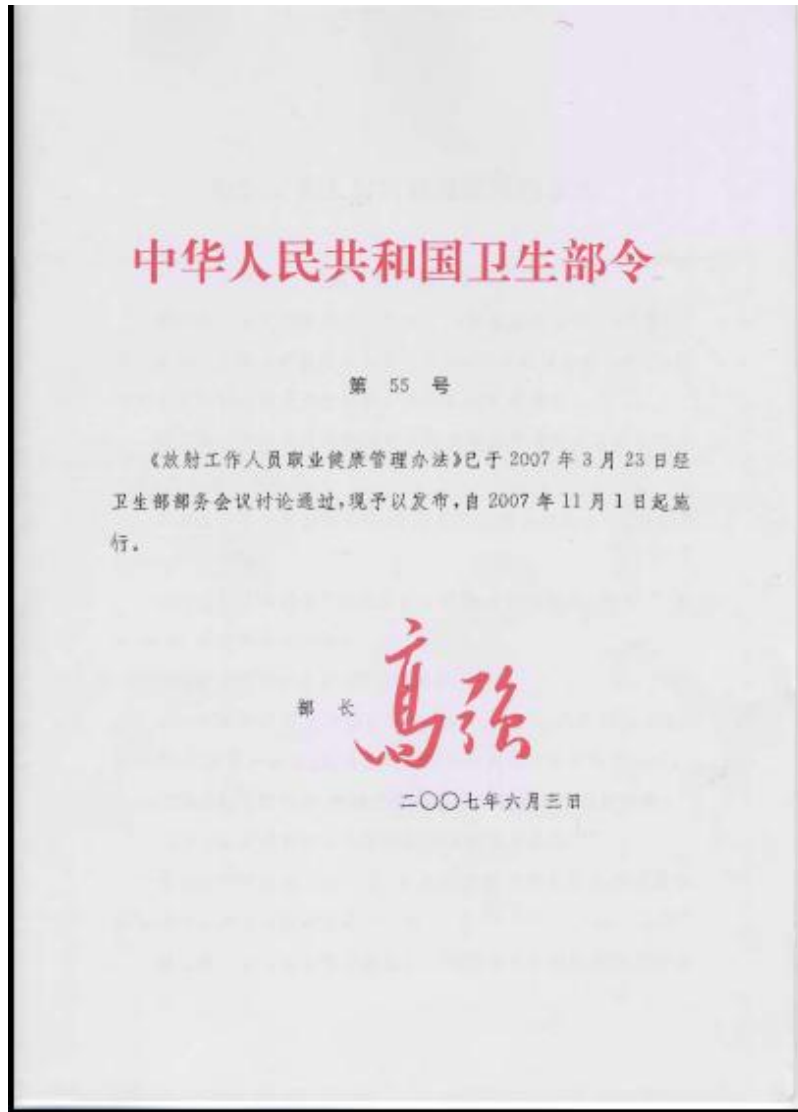 中华人民共和国卫生部令
第 55 号
《放射工作人员职业健康管理办法》已于 2007 年 3 月 23 日经
卫生部部务会议讨论通过,现予以发布,自 2007 年 11 月 1 日起施
行。
部 长 高强
二〇〇七年六月三日